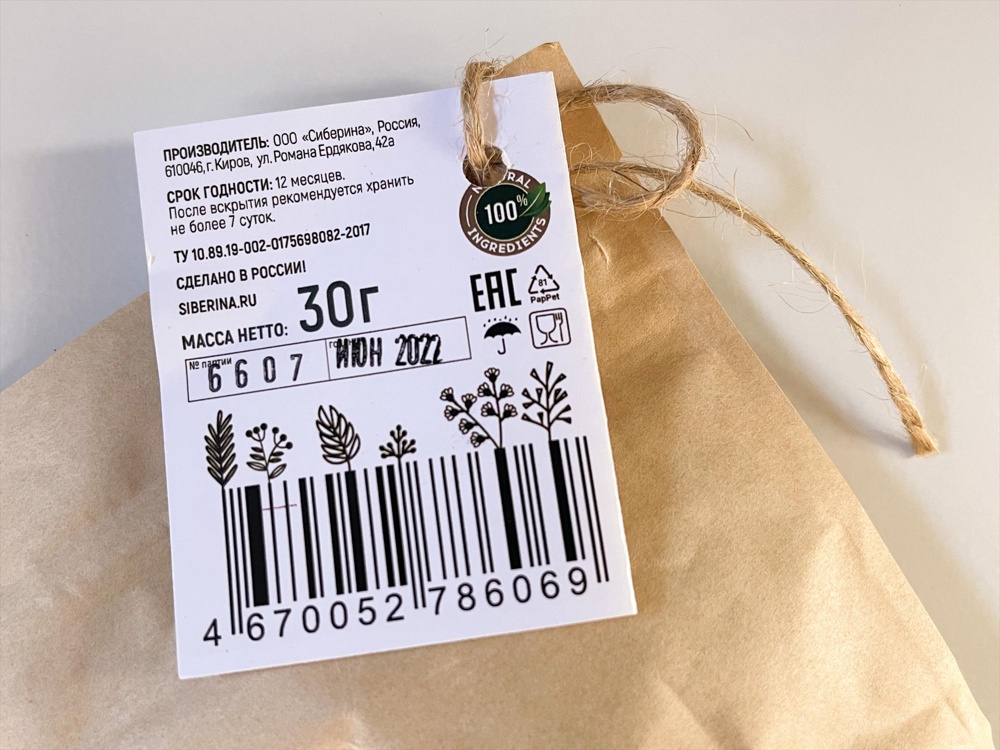 ПРОИЗВОДИТЕЛЬ: ООО «Сиберина», Россия,
610046, г. Киров, ул. Романа Ердякова, 42а
СРОК ГОДНОСТИ: 12 месяцев.
После вскрытия рекомендуется хранить
не более 7 суток.
ТУ 10.89.19-002-0175698082-2017
СДЕЛАНО В РОССИИ!
SIBERINA.RU
МАССА НЕТТО: 30г
№ партии
6607
ИЮН 2022
100%
INGREDIENTS
EAC
81
PapPet
4 670052 786069